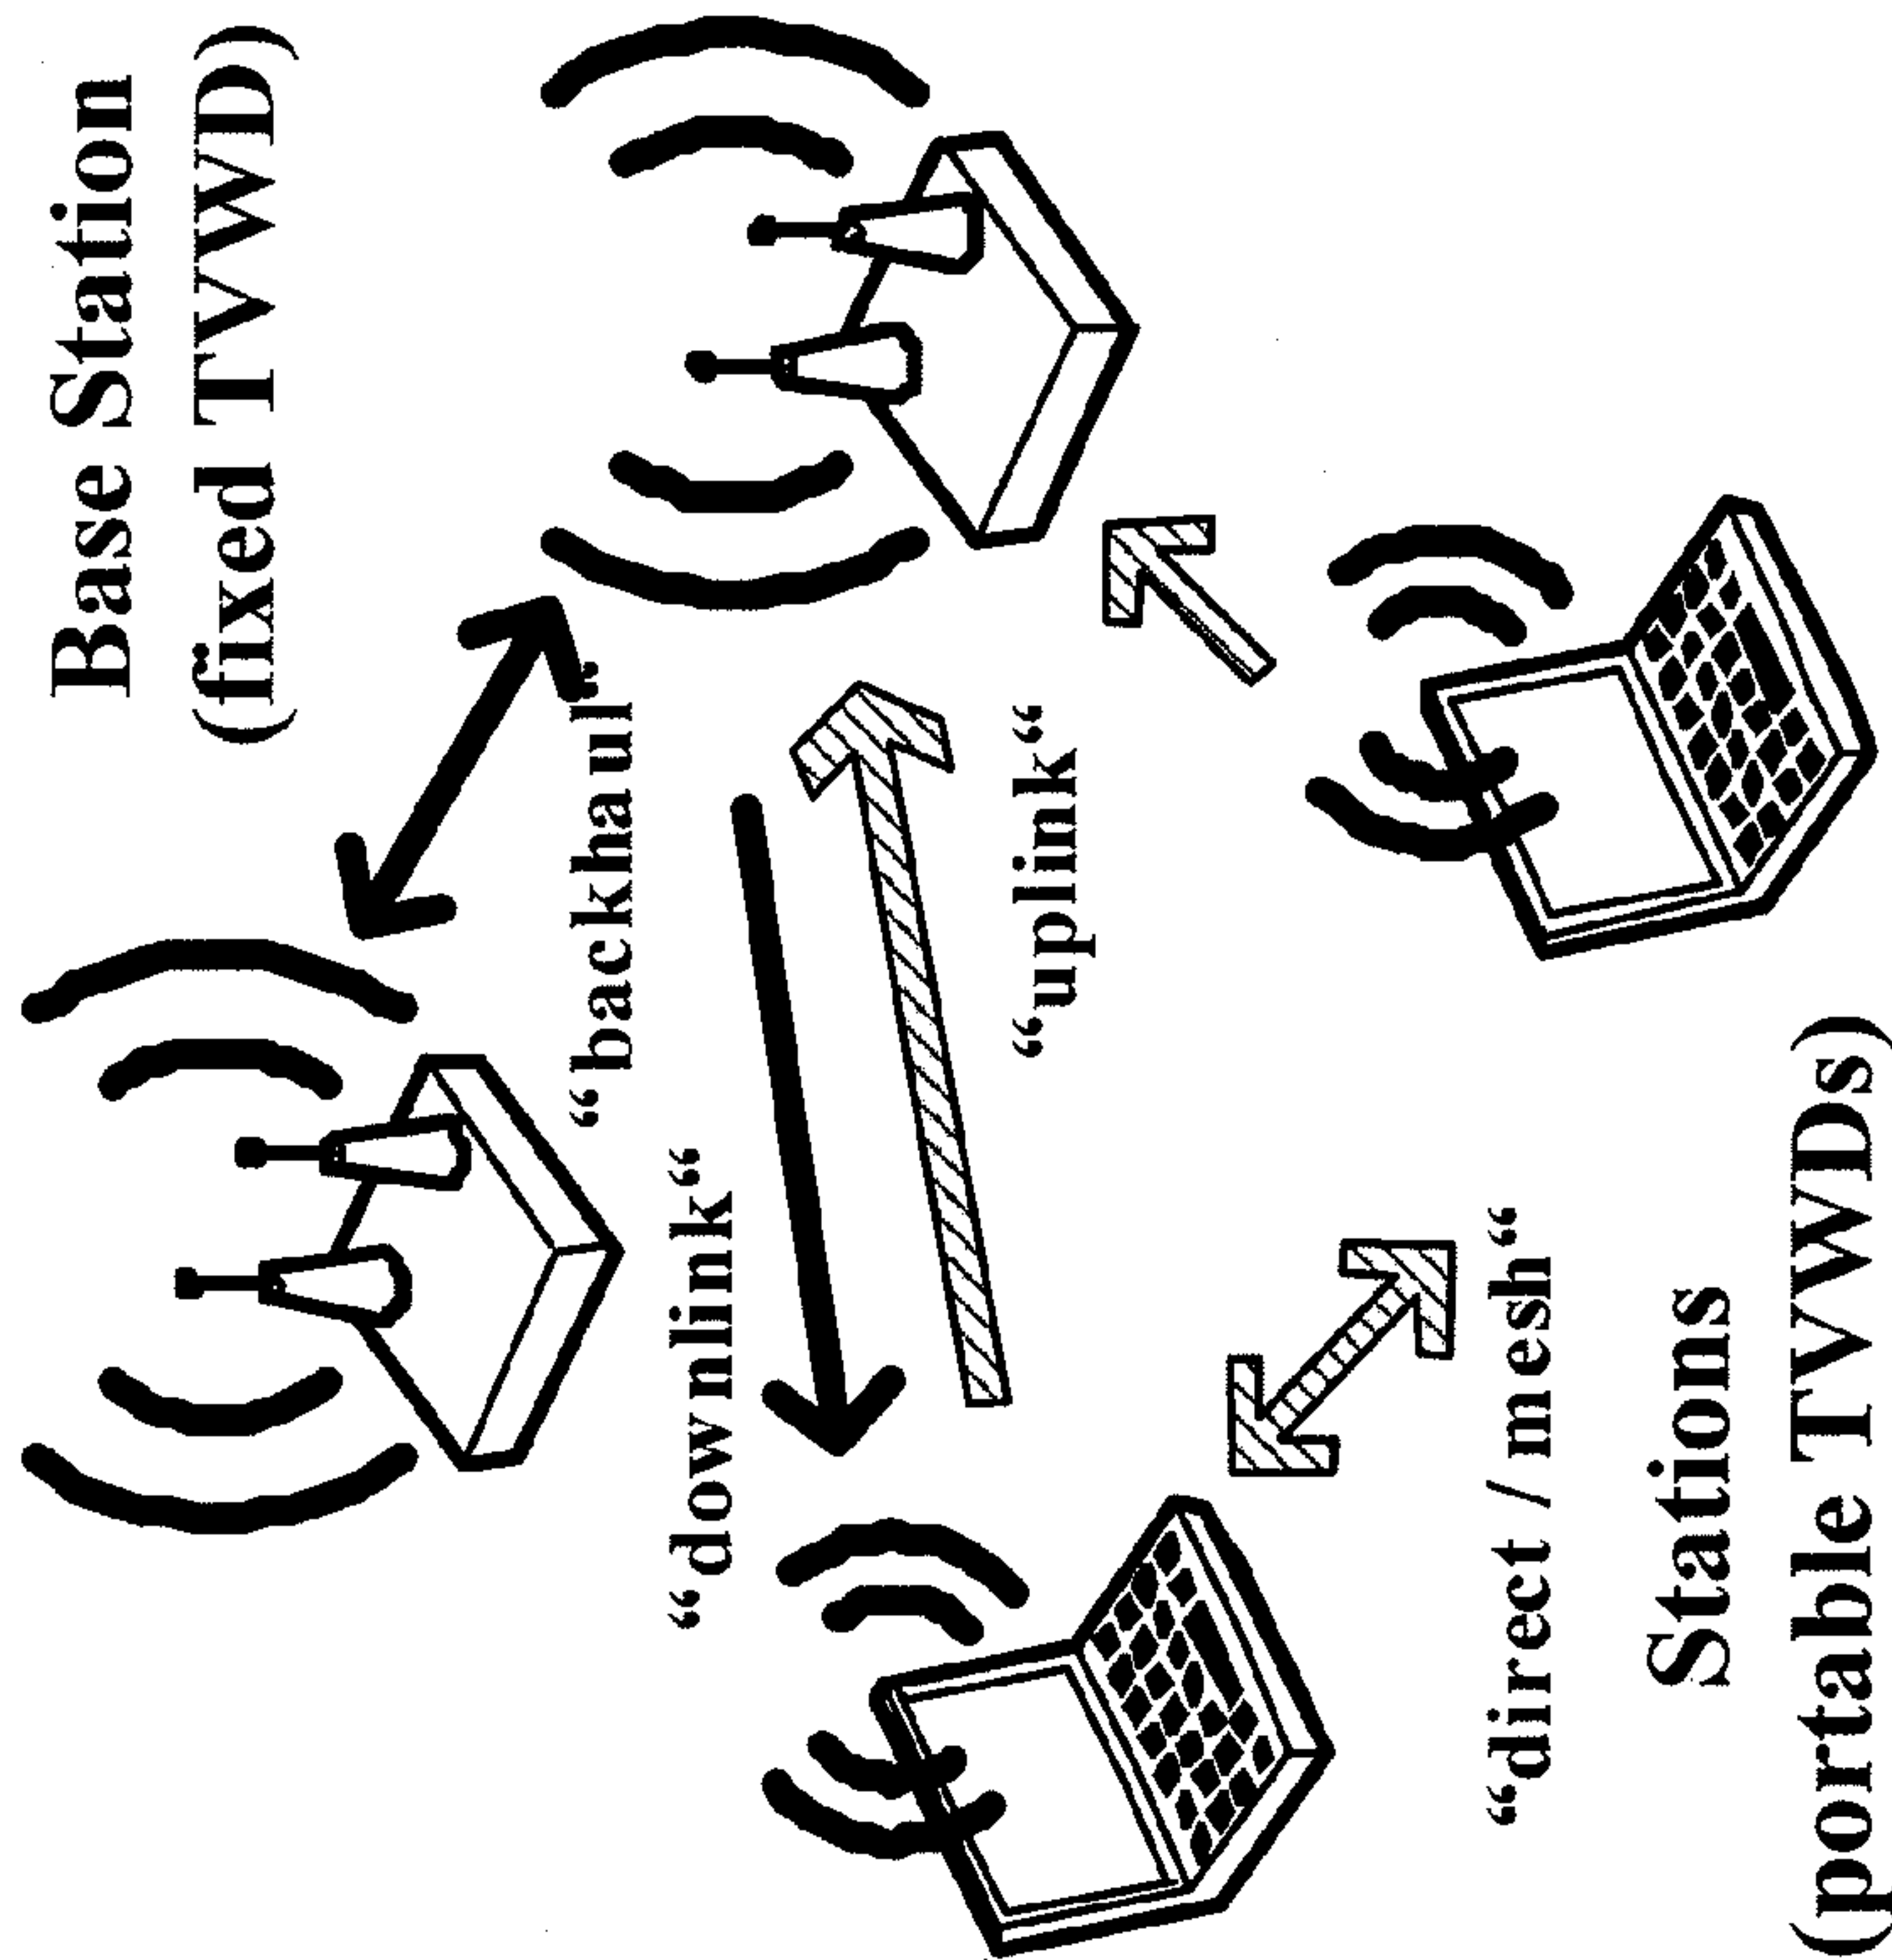 Base Station
(fixed TVWD)
“backhaul“
“downlink“
“uplink“
“direct / mesh“
Stations
(portable TVWDs)